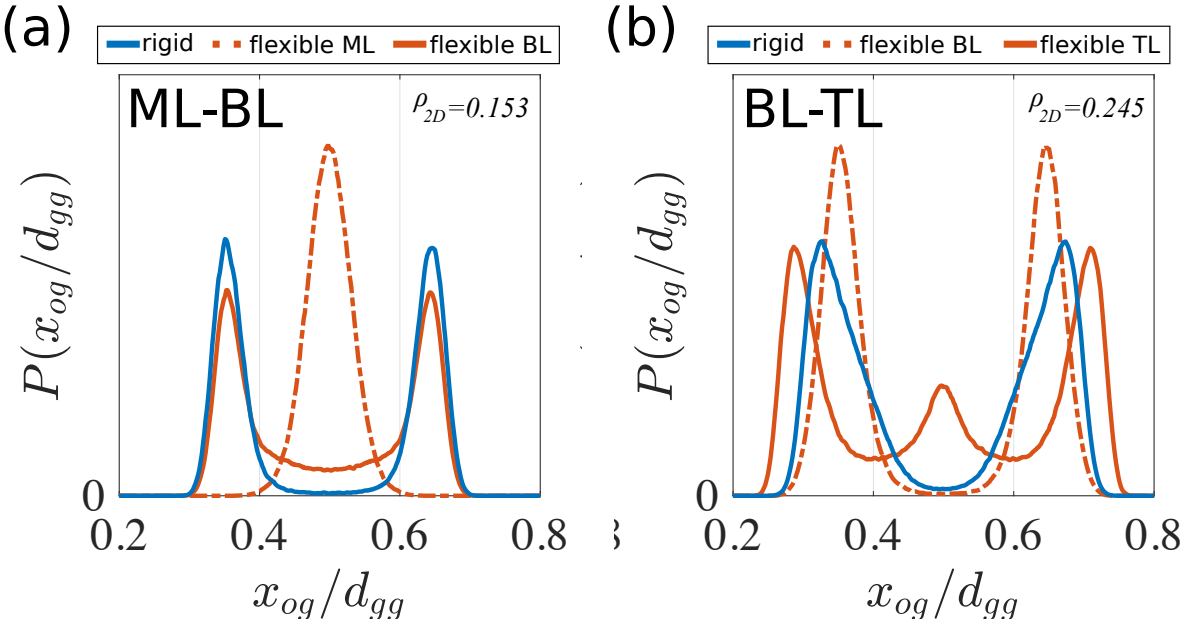 (a)
rigid flexible ML flexible BL
ML-BL
ρ2D=0.153
P(xog/dgg)
0
0.2 0.4 0.6 0.8
xog/dgg
(b)
rigid flexible BL flexible TL
BL-TL
ρ2D=0.245
P(xog/dgg)
0
0.2 0.4 0.6 0.8
xog/dgg